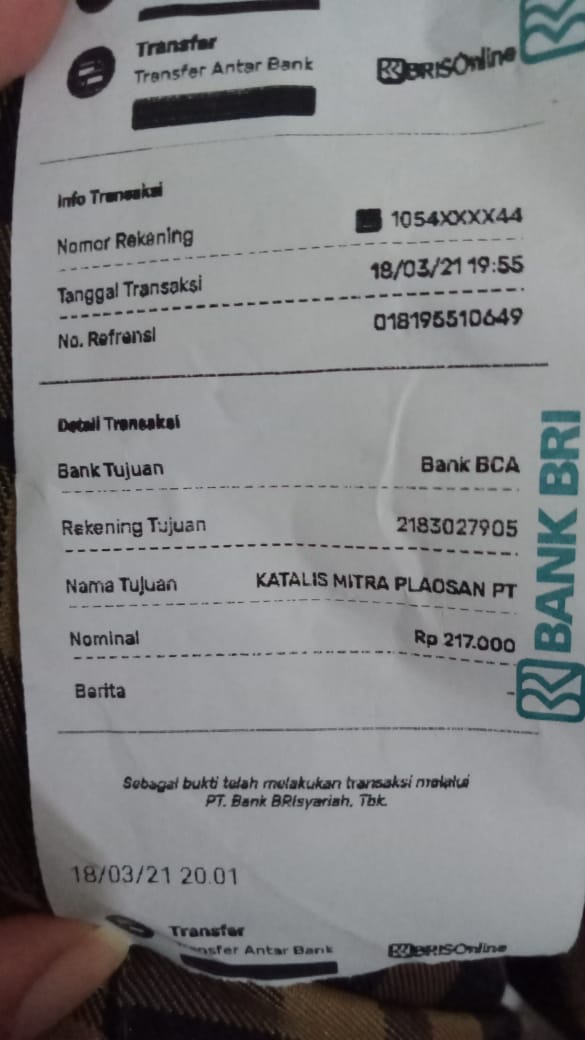 Transfer
Transfer Antar Bank
BRISOnline
Info Transaksi
Nomor Rekening 1054XXXX44
Tanggal Transaksi 18/03/21 19:55
No. Refrensi 018195510649
Detail Transaksi
Bank Tujuan Bank BCA
Rekening Tujuan 2183027905
Nama Tujuan KATALIS MITRA PLAOSAN PT
Nominal Rp 217.000
Berita -
BANK BRI
Sebagai bukti telah melakukan transaksi melalui
PT. Bank BRIsyariah, Tbk.
18/03/21 20.01
Transfer
Transfer Antar Bank
BRISOnline